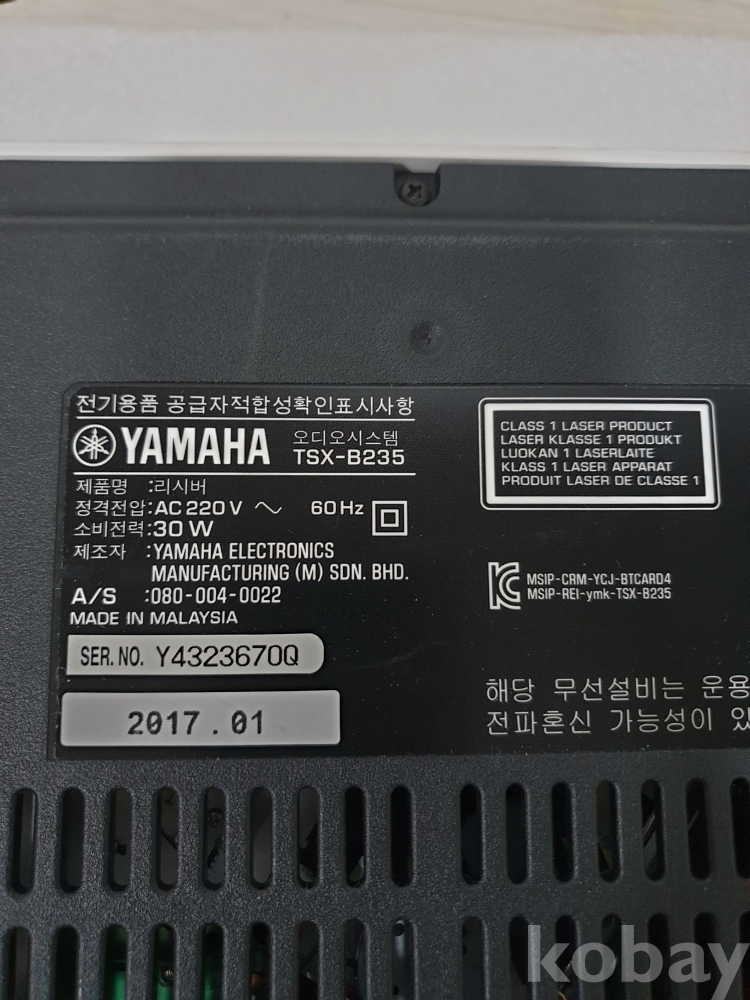 전기용품 공급자적합성확인표시사항
YAMAHA 오디오시스템
TSX-B235
제품명 :리시버
정격전압:AC 220 V ~ 60 Hz
소비전력:30 W
제조자 :YAMAHA ELECTRONICS
MANUFACTURING (M) SDN. BHD.
A/S :080-004-0022
MADE IN MALAYSIA
SER. NO. Y4323670Q
2017 . 01
CLASS 1 LASER PRODUCT
LASER KLASSE 1 PRODUKT
LUOKAN 1 LASERLAITE
KLASS 1 LASER APPARAT
PRODUIT LASER DE CLASSE 1
MSIP-CRM-YCJ-BTCARD4
MSIP-REI-ymk-TSX-B235
해당 무선설비는 운용
전파혼신 가능성이 있
kobay